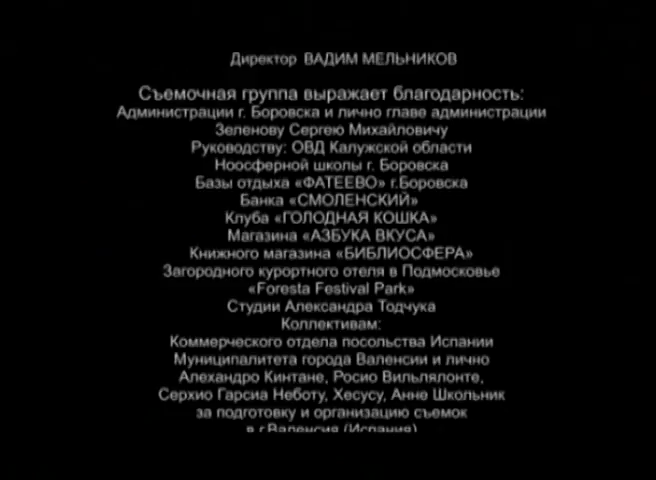 Директор ВАДИМ МЕЛЬНИКОВ
Съемочная группа выражает благодарность:
Администрации г. Боровска и лично главе администрации
Зеленову Сергею Михайловичу
Руководству: ОВД Калужской области
Ноосферной школы г. Боровска
Базы отдыха «ФАТЕЕВО» г.Боровска
Банка «СМОЛЕНСКИЙ»
Клуба «ГОЛОДНАЯ КОШКА»
Магазина «АЗБУКА ВКУСА»
Книжного магазина «БИБЛИОСФЕРА»
Загородного курортного отеля в Подмосковье
«Foresta Festival Park»
Студии Александра Тодчука
Коллективам:
Коммерческого отдела посольства Испании
Муниципалитета города Валенсии и лично
Алехандро Кинтане, Росио Вильялонте,
Серхио Гарсиа Неботу, Хесусу, Анне Школьник
за подготовку и организацию съемок
в г.Валенсия (Испания)